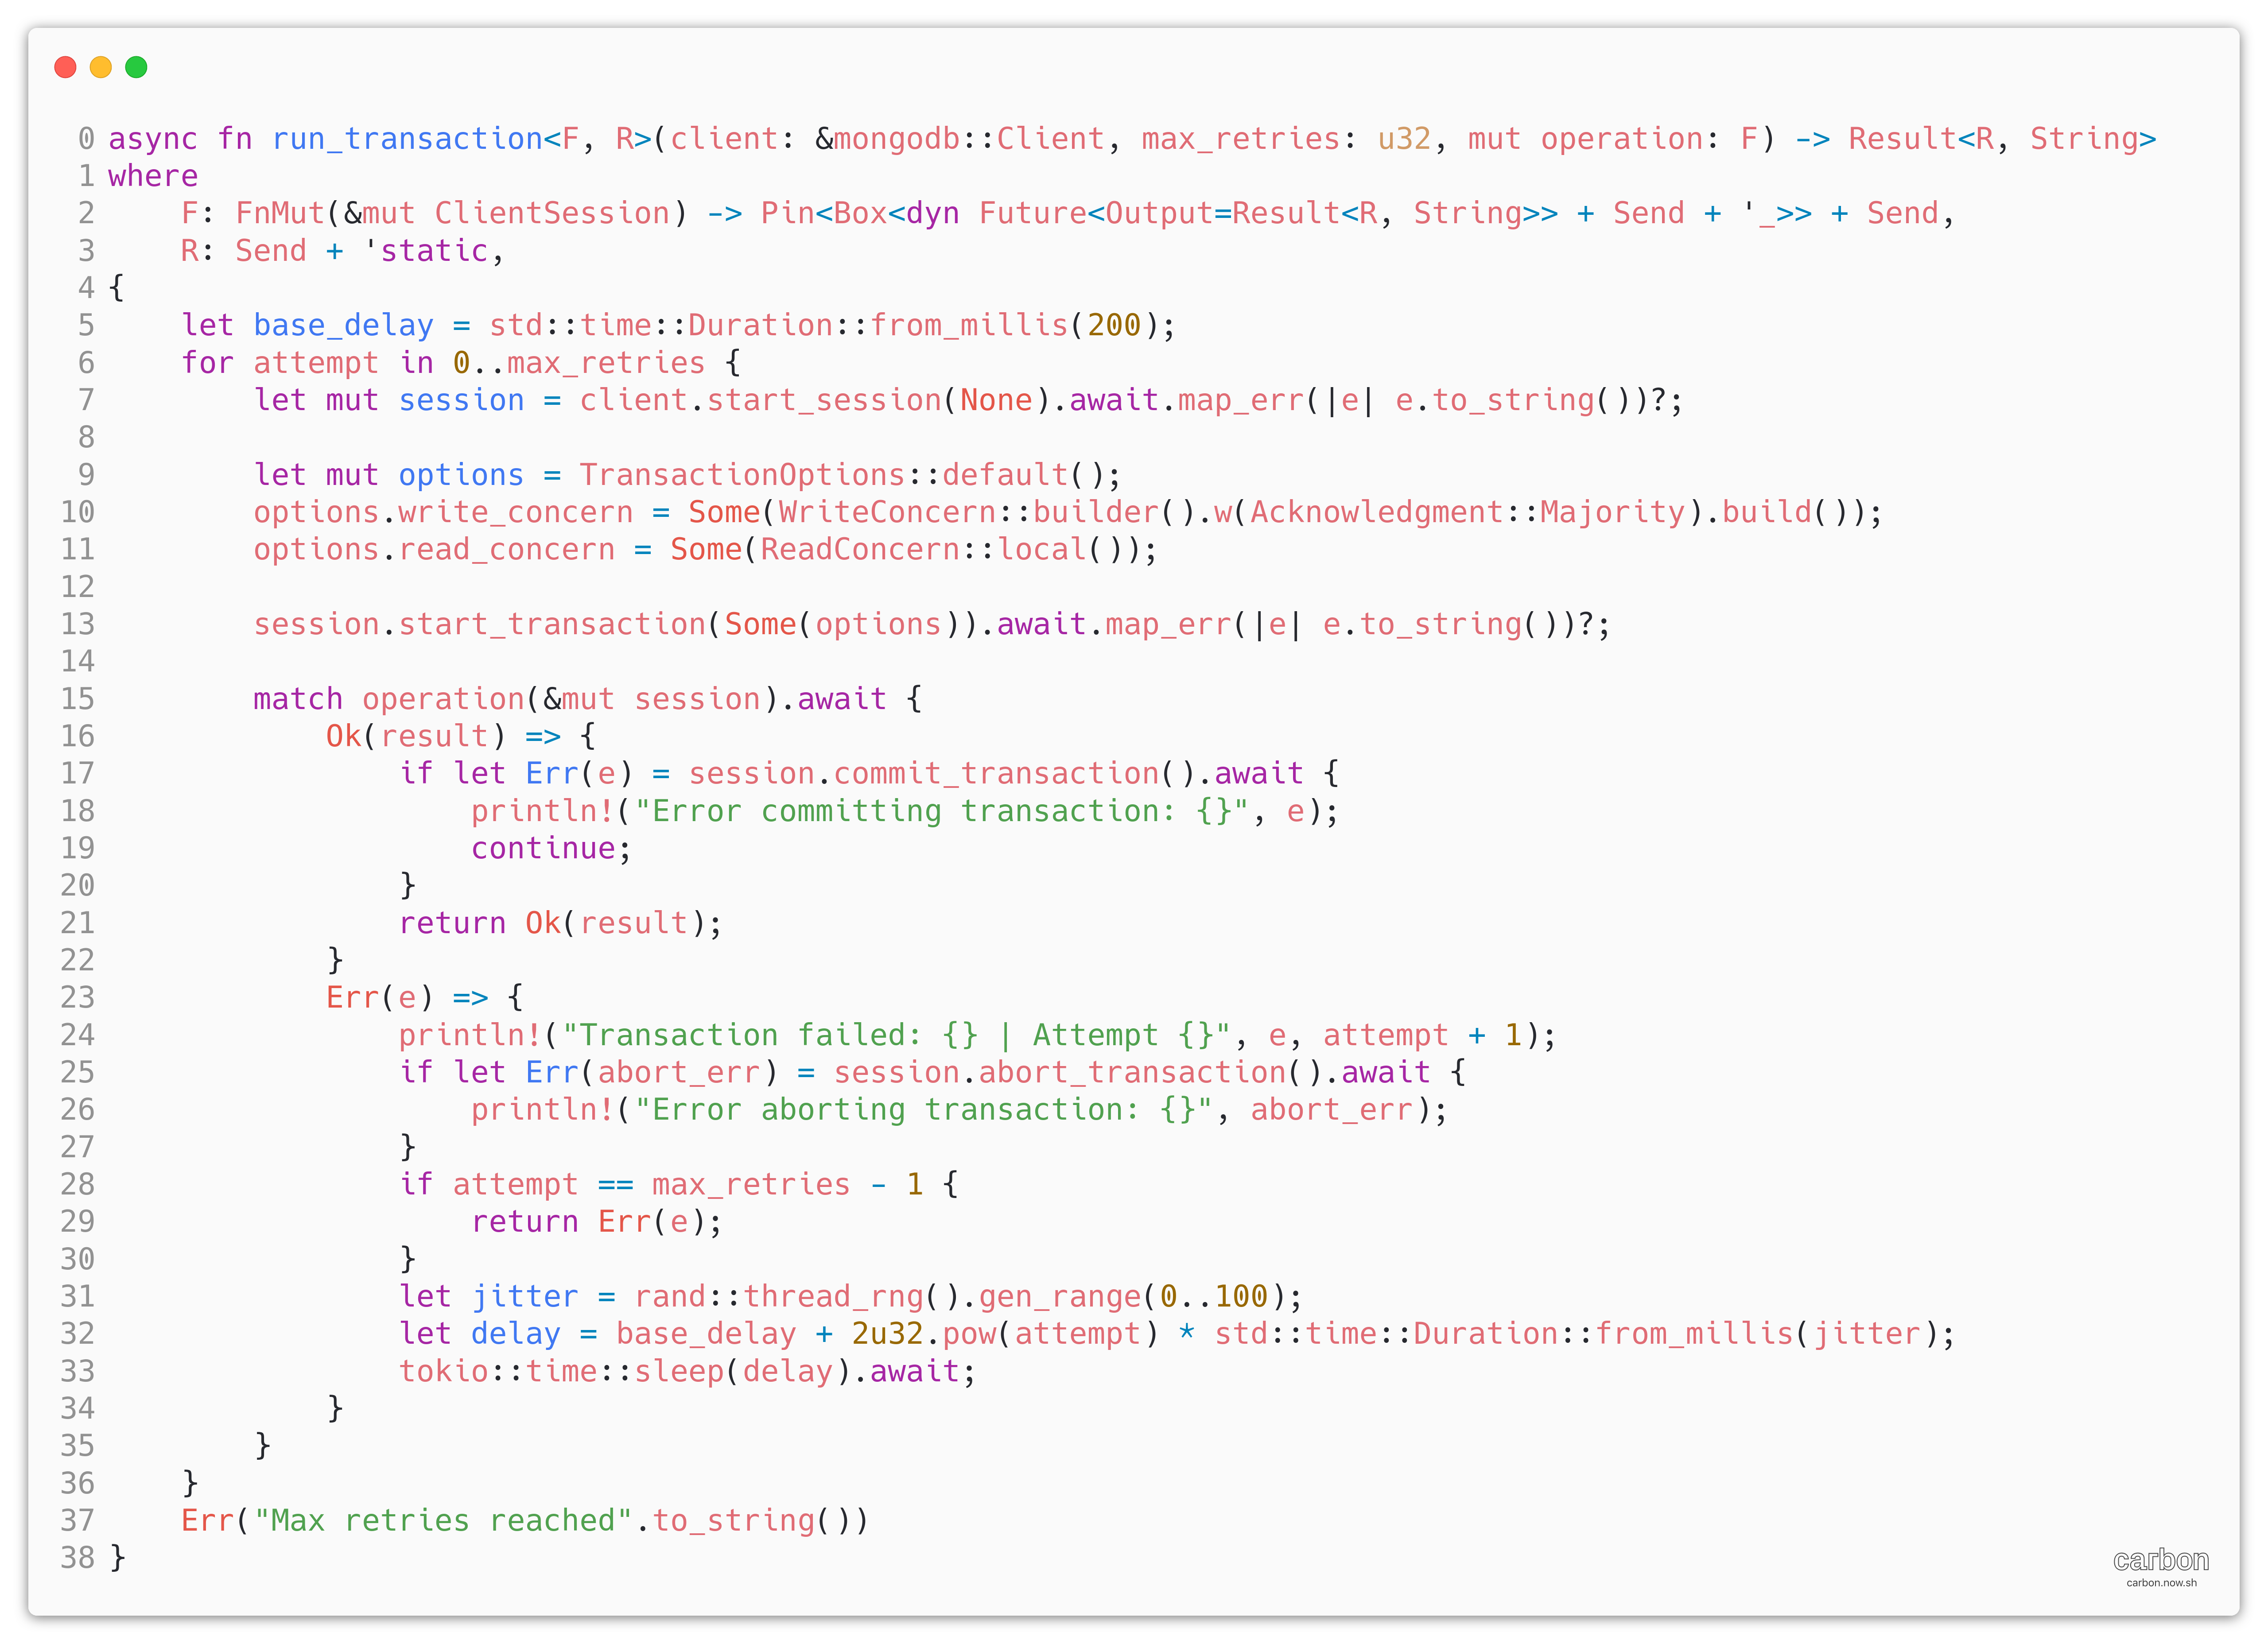 0 async fn run_transaction<F, R>(client: &mongodb::Client, max_retries: u32, mut operation: F) -> Result<R, String>
1 where
2     F: FnMut(&mut ClientSession) -> Pin<Box<dyn Future<Output=Result<R, String>> + Send + '_>> + Send,
3     R: Send + 'static,
4 {
5     let base_delay = std::time::Duration::from_millis(200);
6     for attempt in 0..max_retries {
7         let mut session = client.start_session(None).await.map_err(|e| e.to_string())?;
8
9         let mut options = TransactionOptions::default();
10         options.write_concern = Some(WriteConcern::builder().w(Acknowledgment::Majority).build());
11         options.read_concern = Some(ReadConcern::local());
12
13         session.start_transaction(Some(options)).await.map_err(|e| e.to_string())?;
14
15         match operation(&mut session).await {
16             Ok(result) => {
17                 if let Err(e) = session.commit_transaction().await {
18                     println!("Error committing transaction: {}", e);
19                     continue;
20                 }
21                 return Ok(result);
22             }
23             Err(e) => {
24                 println!("Transaction failed: {} | Attempt {}", e, attempt + 1);
25                 if let Err(abort_err) = session.abort_transaction().await {
26                     println!("Error aborting transaction: {}", abort_err);
27                 }
28                 if attempt == max_retries - 1 {
29                     return Err(e);
30                 }
31                 let jitter = rand::thread_rng().gen_range(0..100);
32                 let delay = base_delay + 2u32.pow(attempt) * std::time::Duration::from_millis(jitter);
33                 tokio::time::sleep(delay).await;
34             }
35         }
36     }
37     Err("Max retries reached".to_string())
38 }
carbon
carbon.now.sh